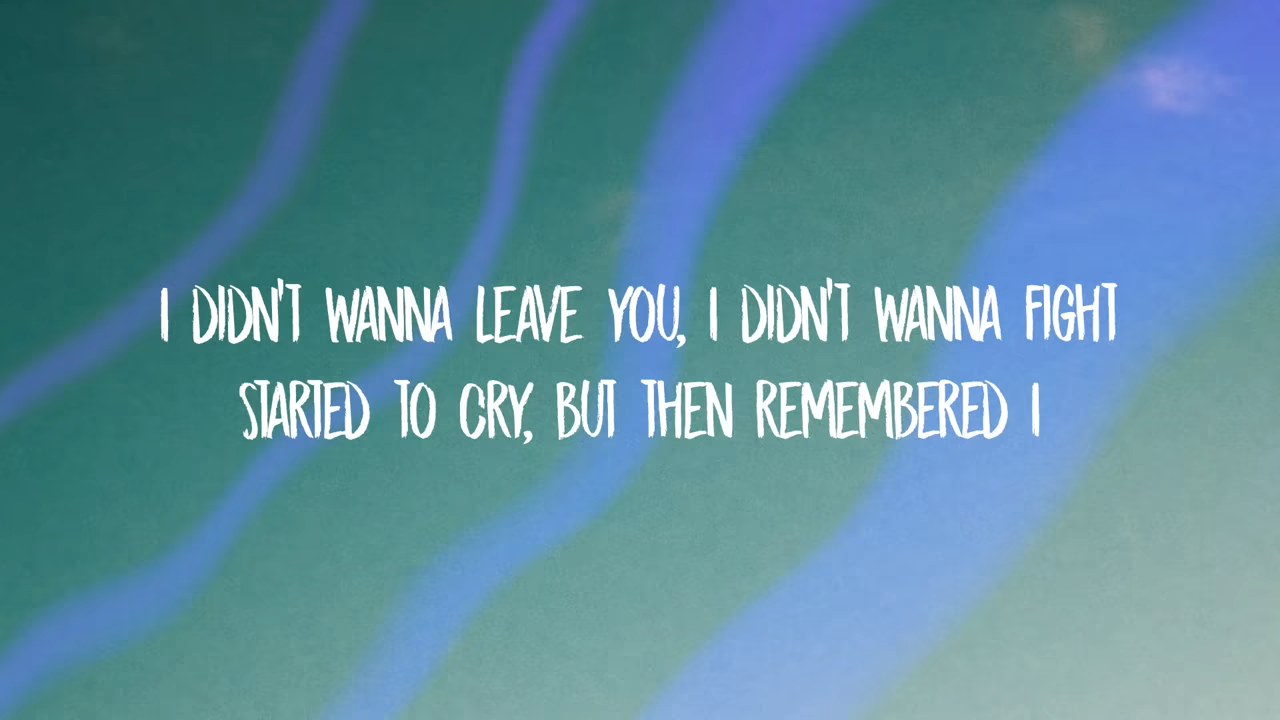 I DIDN'T WANNA LEAVE YOU, I DIDN'T WANNA FIGHT
STARTED TO CRY, BUT THEN REMEMBERED I